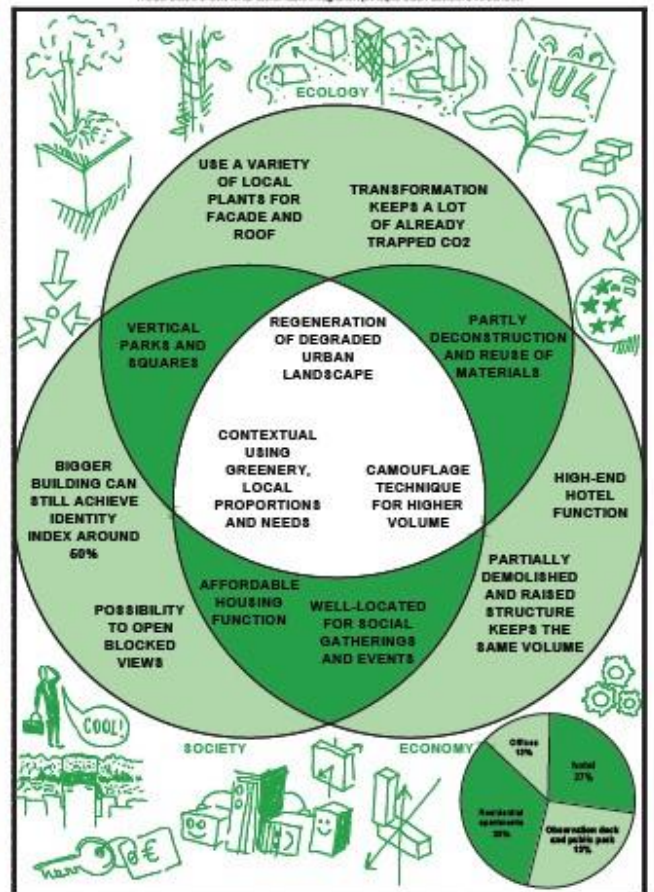 ECOLOGY
USE A VARIETY
OF LOCAL
PLANTS FOR
FACADE AND
ROOF
TRANSFORMATION
KEEPS A LOT
OF ALREADY
TRAPPED CO2
VERTICAL
PARKS AND
SQUARES
REGENERATION
OF DEGRADED
URBAN
LANDSCAPE
PARTLY
DECONSTRUCTION
AND REUSE OF
MATERIALS
CONTEXTUAL
USING
GREENERY,
LOCAL
PROPORTIONS
AND NEEDS
CAMOUFLAGE
TECHNIQUE
FOR HIGHER
VOLUME
BIGGER
BUILDING CAN
STILL ACHIEVE
IDENTITY
INDEX AROUND
60%
HIGH-END
HOTEL
FUNCTION
POSSIBILITY
TO OPEN
BLOCKED
VIEWS
AFFORDABLE
HOUSING
FUNCTION
WELL-LOCATED
FOR SOCIAL
GATHERINGS
AND EVENTS
PARTIALLY
DEMOLISHED
AND RAISED
STRUCTURE
KEEPS THE
SAME VOLUME
COOL!
SOCIETY
ECONOMY
Offices
13%
hotel
27%
Residential
apartments
Observation deck
and public park
€